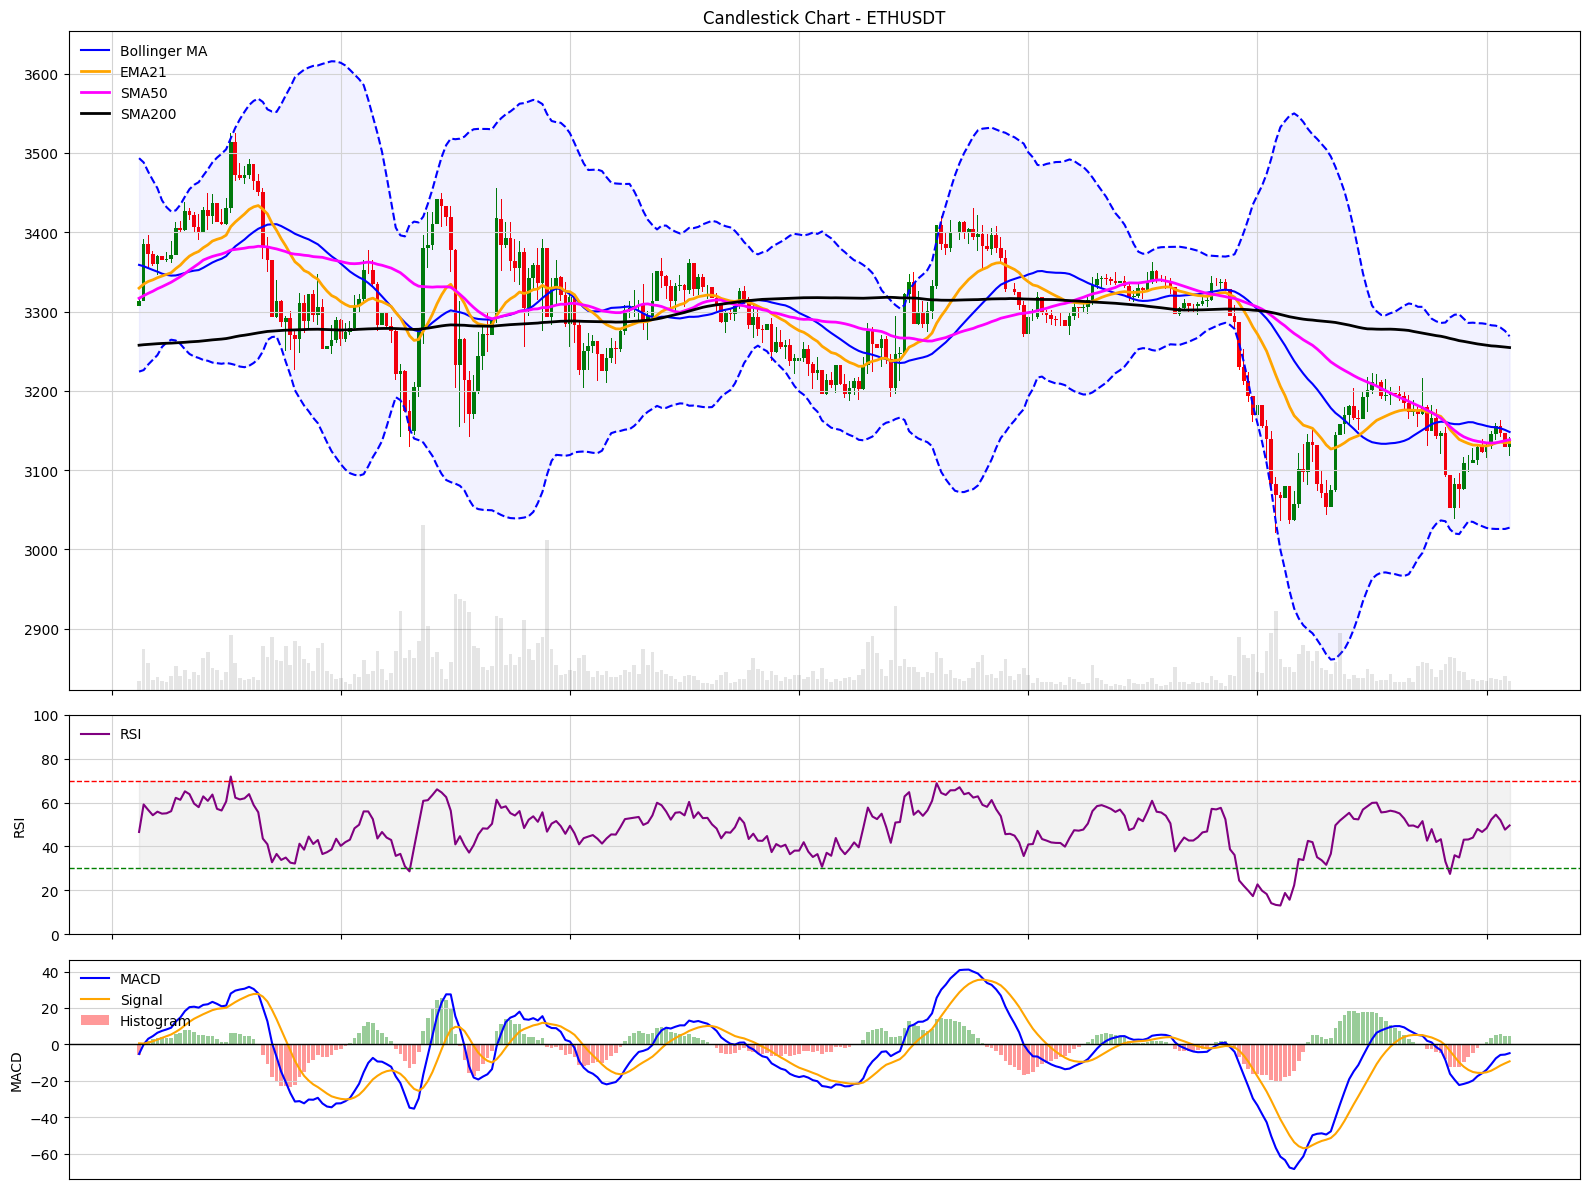 Candlestick Chart - ETHUSDT
Bollinger MA
EMA21
SMA50
SMA200
3600
3500
3400
3300
3200
3100
3000
2900
RSI
100
80
60
40
20
0
RSI
MACD
Signal
Histogram
40
20
0
−20
−40
−60
MACD